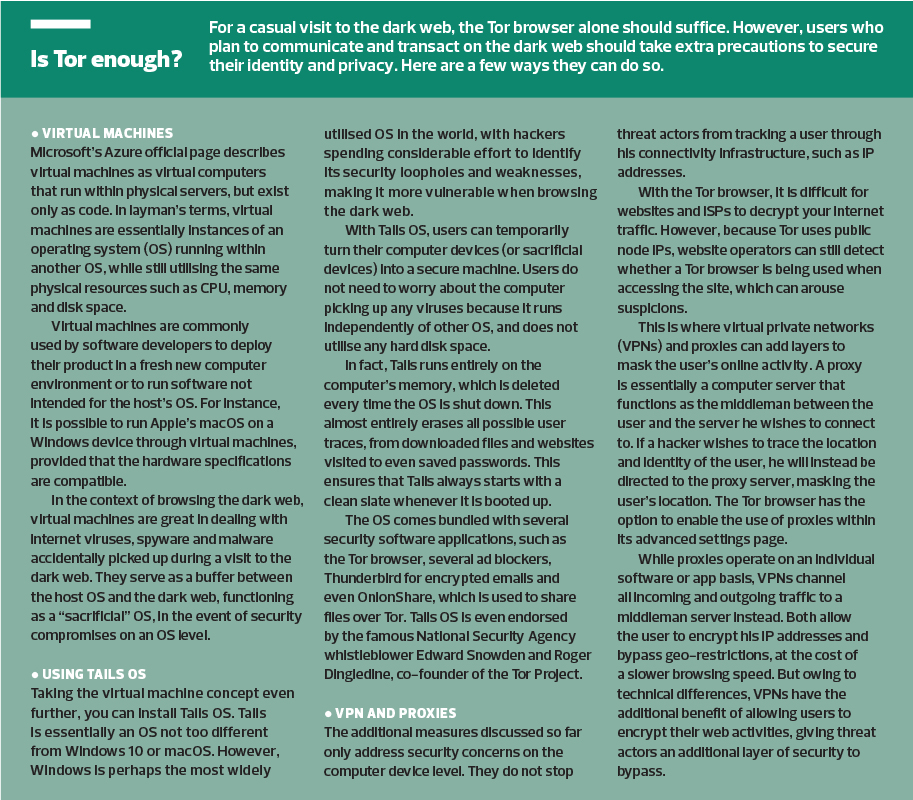 Is Tor enough?
For a casual visit to the dark web, the Tor browser alone should suffice. However, users who
plan to communicate and transact on the dark web should take extra precautions to secure
their identity and privacy. Here are a few ways they can do so.
● VIRTUAL MACHINES
Microsoft's Azure official page describes
virtual machines as virtual computers
that run within physical servers, but exist
only as code. In layman's terms, virtual
machines are essentially instances of an
operating system (OS) running within
another OS, while still utilising the same
physical resources such as CPU, memory
and disk space.
Virtual machines are commonly
used by software developers to deploy
their product in a fresh new computer
environment or to run software not
intended for the host's OS. For instance,
it is possible to run Apple's macOS on a
Windows device through virtual machines,
provided that the hardware specifications
are compatible.
In the context of browsing the dark web,
virtual machines are great in dealing with
internet viruses, spyware and malware
accidentally picked up during a visit to the
dark web. They serve as a buffer between
the host OS and the dark web, functioning
as a “sacrificial” OS, in the event of security
compromises on an OS level.
● USING TAILS OS
Taking the virtual machine concept even
further, you can install Tails OS. Tails
is essentially an OS not too different
from Windows 10 or macOS. However,
Windows is perhaps the most widely
utilised OS in the world, with hackers
spending considerable effort to identify
its security loopholes and weaknesses,
making it more vulnerable when browsing
the dark web.
With Tails OS, users can temporarily
turn their computer devices (or sacrificial
devices) into a secure machine. Users do
not need to worry about the computer
picking up any viruses because it runs
independently of other OS, and does not
utilise any hard disk space.
In fact, Tails runs entirely on the
computer's memory, which is deleted
every time the OS is shut down. This
almost entirely erases all possible user
traces, from downloaded files and websites
visited to even saved passwords. This
ensures that Tails always starts with a
clean slate whenever it is booted up.
The OS comes bundled with several
security software applications, such as
the Tor browser, several ad blockers,
Thunderbird for encrypted emails and
even OnionShare, which is used to share
files over Tor. Tails OS is even endorsed
by the famous National Security Agency
whistleblower Edward Snowden and Roger
Dingledine, co-founder of the Tor Project.
● VPN AND PROXIES
The additional measures discussed so far
only address security concerns on the
computer device level. They do not stop
threat actors from tracking a user through
his connectivity infrastructure, such as IP
addresses.
With the Tor browser, it is difficult for
websites and ISPs to decrypt your internet
traffic. However, because Tor uses public
node IPs, website operators can still detect
whether a Tor browser is being used when
accessing the site, which can arouse
suspicions.
This is where virtual private networks
(VPNs) and proxies can add layers to
mask the user's online activity. A proxy
is essentially a computer server that
functions as the middleman between the
user and the server he wishes to connect
to. If a hacker wishes to trace the location
and identity of the user, he will instead be
directed to the proxy server, masking the
user's location. The Tor browser has the
option to enable the use of proxies within
its advanced settings page.
While proxies operate on an individual
software or app basis, VPNs channel
all incoming and outgoing traffic to a
middleman server instead. Both allow
the user to encrypt his IP addresses and
bypass geo-restrictions, at the cost of
a slower browsing speed. But owing to
technical differences, VPNs have the
additional benefit of allowing users to
encrypt their web activities, giving threat
actors an additional layer of security to
bypass.